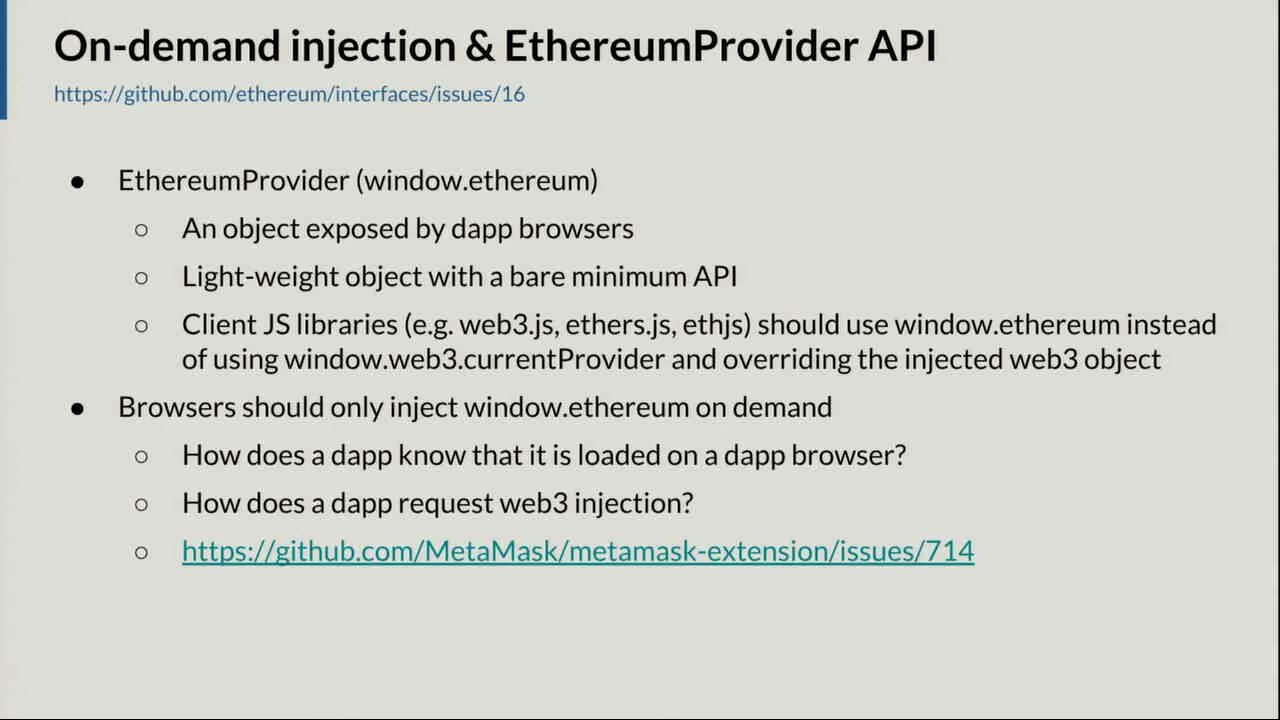 On-demand injection & EthereumProvider API
https://github.com/ethereum/interfaces/issues/16
● EthereumProvider (window.ethereum)
○ An object exposed by dapp browsers
○ Light-weight object with a bare minimum API
○ Client JS libraries (e.g. web3.js, ethers.js, ethjs) should use window.ethereum instead
of using window.web3.currentProvider and overriding the injected web3 object
● Browsers should only inject window.ethereum on demand
○ How does a dapp know that it is loaded on a dapp browser?
○ How does a dapp request web3 injection?
○ https://github.com/MetaMask/metamask-extension/issues/714